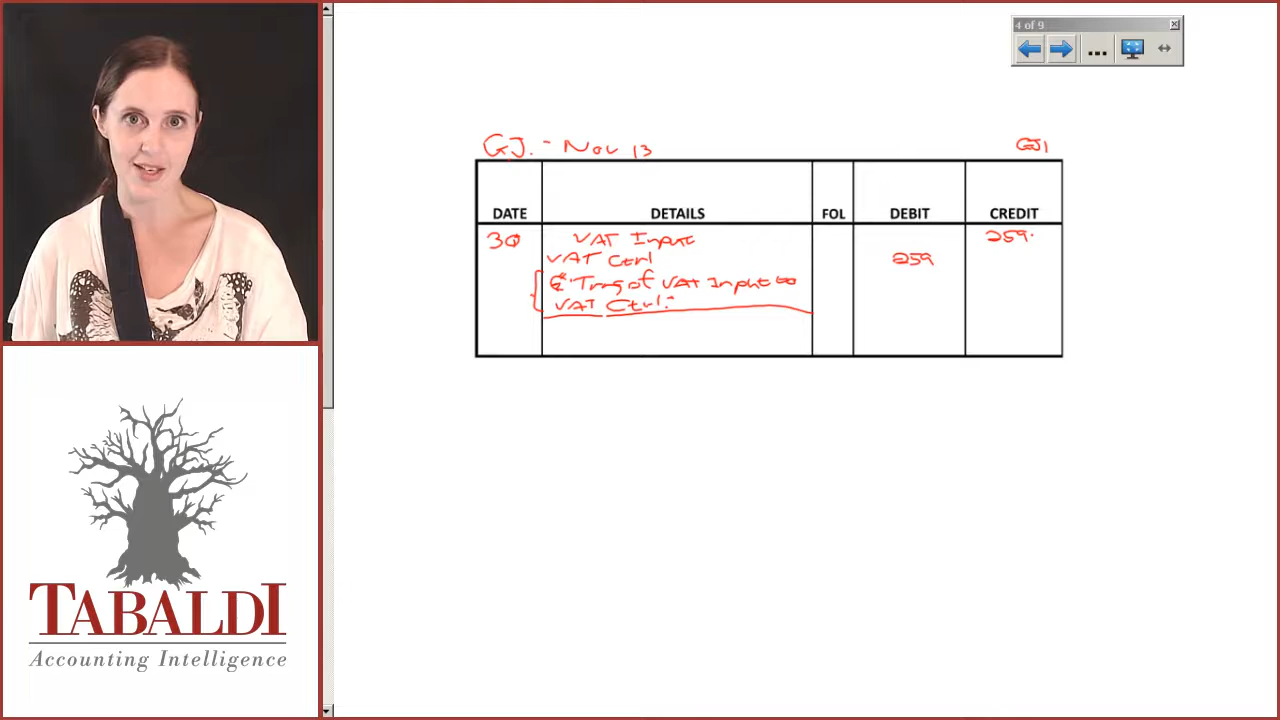 4 of 9
GJ. - Nov 13
GJ1
DATE DETAILS FOL DEBIT CREDIT
30 VAT Input 259
VAT Ctrl 259
of VAT Input to
VAT Ctrl."
TABALDI
Accounting Intelligence